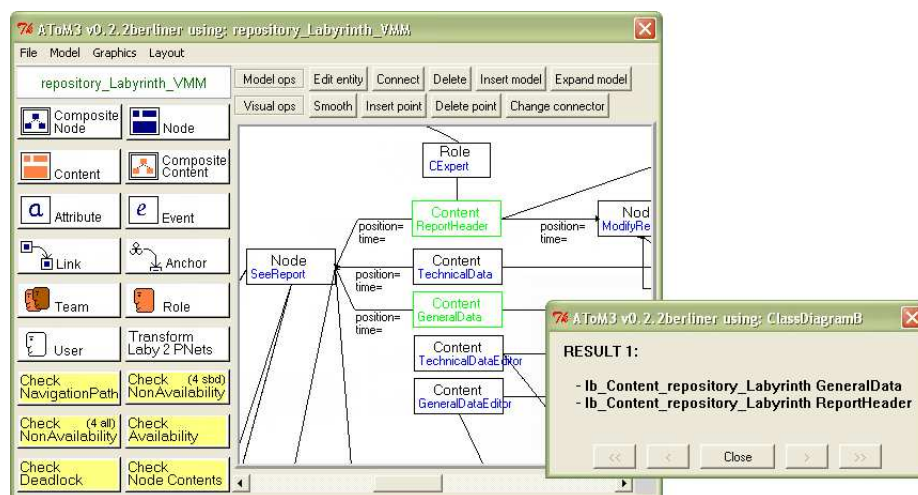 AToM3 v0.2.2berliner using: repository_Labyrinth_VMM
File Model Graphics Layout
repository_Labyrinth_VMM
Model ops Edit entity Connect Delete Insert model Expand model
Visual ops Smooth Insert point Delete point Change connector
Composite
Node
Node
Content
Composite
Content
a Attribute
e Event
Link
Anchor
Team
Role
User
Transform
Laby 2 PNets
Check
NavigationPath
Check (4 sbd)
NonAvailability
Check (4 all)
NonAvailability
Check
Availability
Check
Deadlock
Check
Node Contents
Role
CExpert
Content
ReportHeader
position=
time=
position=
time=
Nod
ModifyRe
Node
SeeReport
Content
TechnicalData
position=
time=
Content
GeneralData
position=
time=
Content
TechnicalDataEditor
Content
GeneralDataEditor
AToM3 v0.2.2berliner using: ClassDiagramB
RESULT 1:
- lb_Content_repository_Labyrinth GeneralData
- lb_Content_repository_Labyrinth ReportHeader
<< < Close > >>